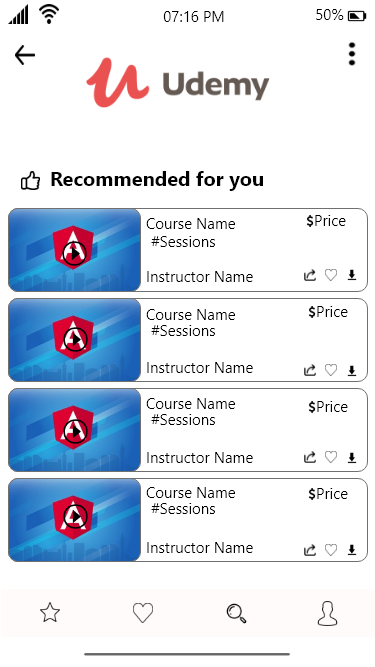 07:16 PM
50%
Udemy
Recommended for you
Course Name
$Price
#Sessions
Instructor Name
Course Name
$Price
#Sessions
Instructor Name
Course Name
$Price
#Sessions
Instructor Name
Course Name
$Price
#Sessions
Instructor Name